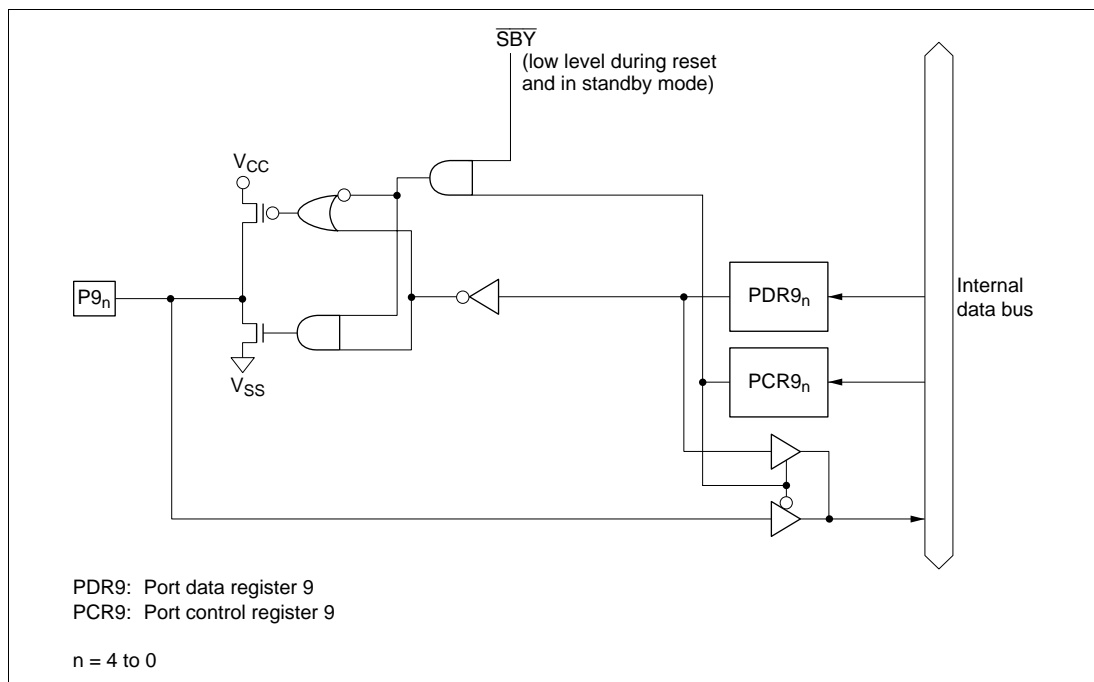 S̅B̅Y̅
(low level during reset
and in standby mode)
VCC
P9n
VSS
PDR9n
PCR9n
Internal
data bus
PDR9: Port data register 9
PCR9: Port control register 9
n = 4 to 0